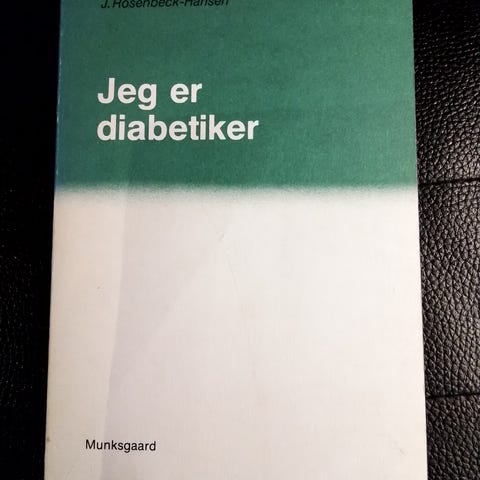 J. Rosenbeck-Hansen
Jeg er
diabetiker
Munksgaard